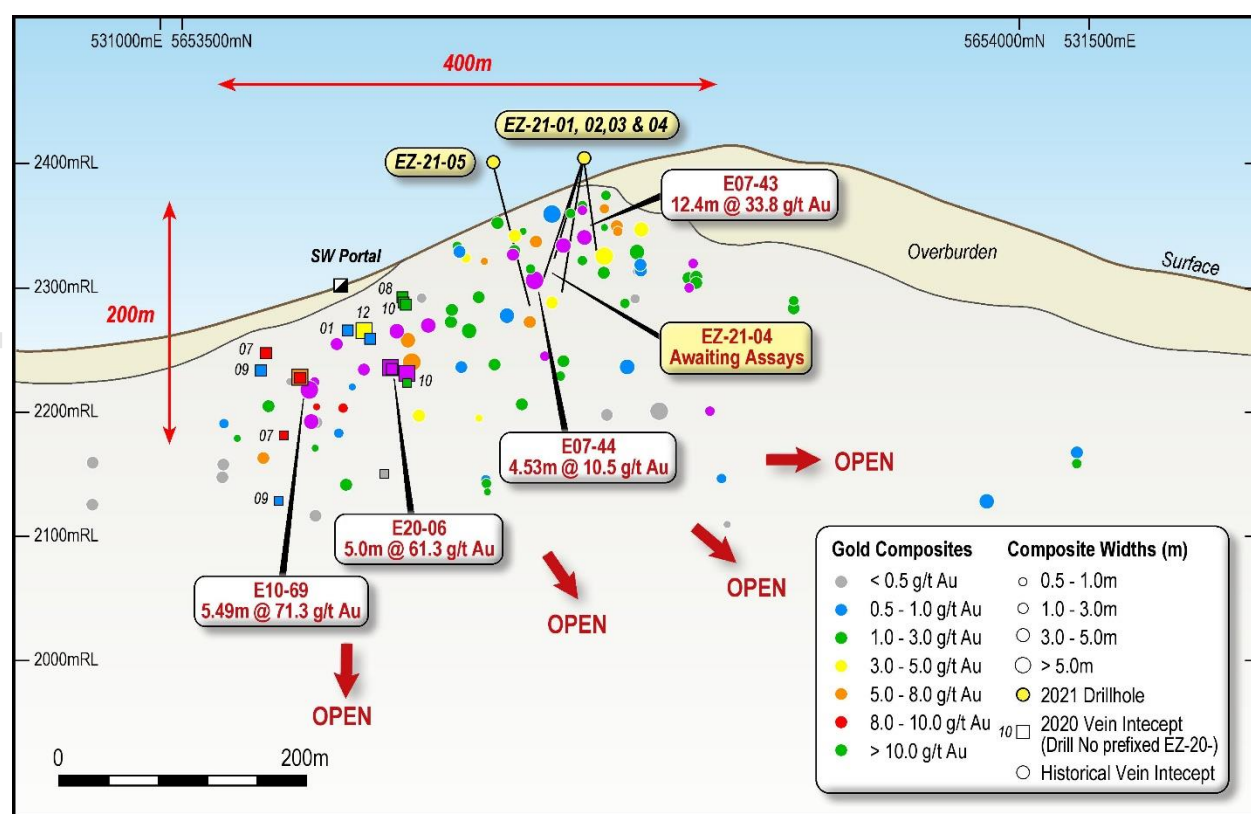 531000mE
5653500mN
5654000mN
531500mE
400m
EZ-21-01, 02,03 & 04
2400mRL
EZ-21-05
E07-43
12.4m @ 33.8 g/t Au
SW Portal
Overburden
Surface
2300mRL
200m
08
10
12
01
EZ-21-04
Awaiting Assays
07
09
10
2200mRL
07
E07-44
4.53m @ 10.5 g/t Au
OPEN
09
E20-06
5.0m @ 61.3 g/t Au
2100mRL
E10-69
5.49m @ 71.3 g/t Au
OPEN
OPEN
2000mRL
OPEN
0
200m
Gold Composites
< 0.5 g/t Au
0.5 - 1.0 g/t Au
1.0 - 3.0 g/t Au
3.0 - 5.0 g/t Au
5.0 - 8.0 g/t Au
8.0 - 10.0 g/t Au
> 10.0 g/t Au
Composite Widths (m)
0.5 - 1.0m
1.0 - 3.0m
3.0 - 5.0m
> 5.0m
2021 Drillhole
10 2020 Vein Intecept
(Drill No prefixed EZ-20-)
Historical Vein Intecept